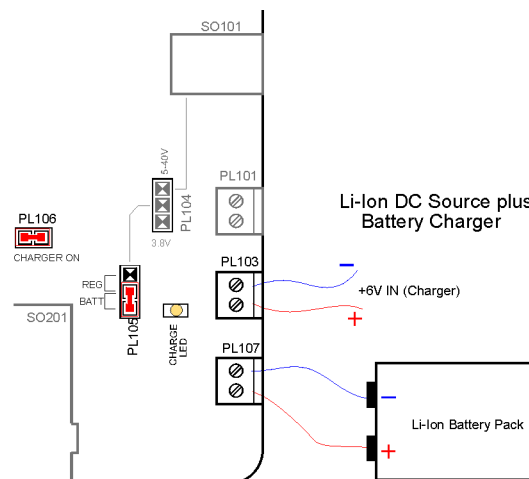 SO101
5-40V
PL104
3.8V
PL101
Li-Ion DC Source plus
Battery Charger
PL106
CHARGER ON
PL103
+6V IN (Charger)
REG
BATT
PL105
SO201
CHARGE
LED
PL107
Li-Ion Battery Pack